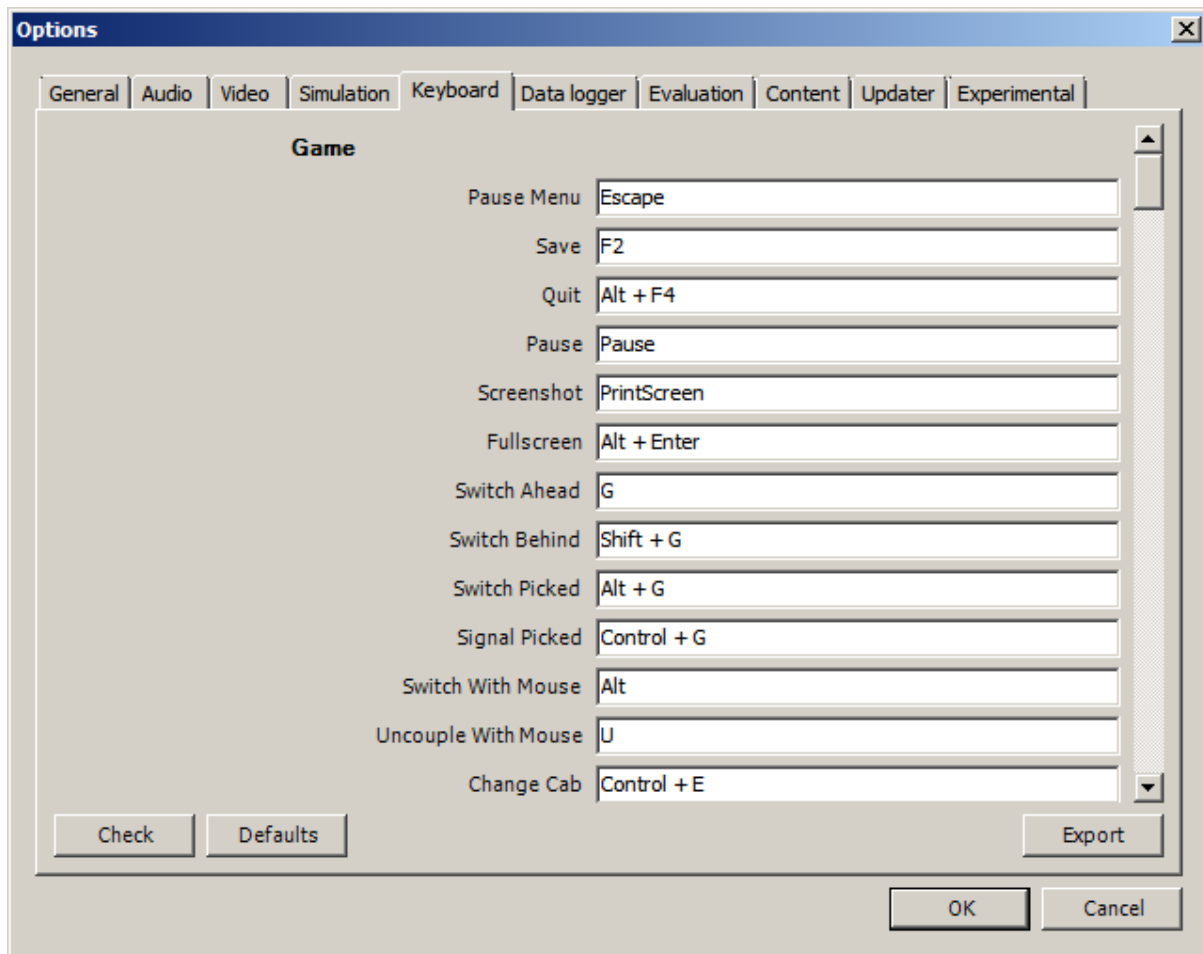 Options
General Audio Video Simulation Keyboard Data logger Evaluation Content Updater Experimental
Game
Pause Menu Escape
Save F2
Quit Alt + F4
Pause Pause
Screenshot PrintScreen
Fullscreen Alt + Enter
Switch Ahead G
Switch Behind Shift + G
Switch Picked Alt + G
Signal Picked Control + G
Switch With Mouse Alt
Uncouple With Mouse U
Change Cab Control + E
Check Defaults Export
OK Cancel